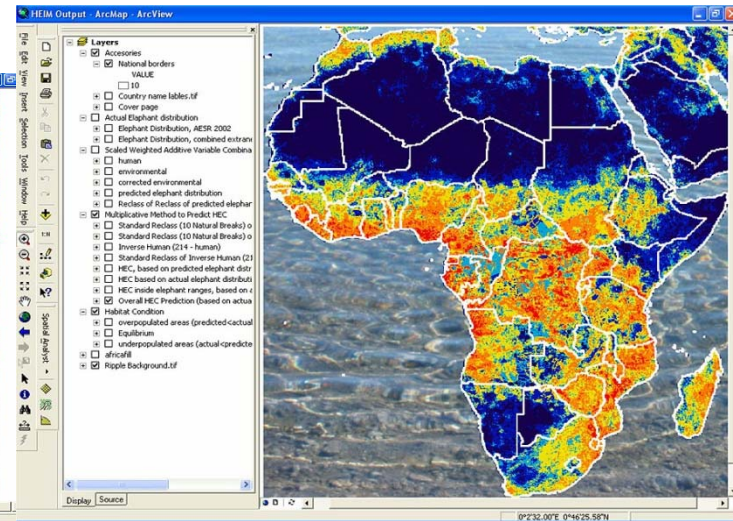 HEIM Output - ArcMap - ArcView
File Edit View Insert Selection Tools Window Help
Spatial Analyst
Layers
Accesories
National borders
VALUE
10
Country name lables.tif
Cover page
Actual Elaphant distribution
Elephant Distribution, AESR 2002
Elephant Distribution, combined extran
Scaled Weighted Additive Variable Combina
human
environmental
corrected environmental
predicted elephant distribution
Reclass of Reclass of predicted elephar
Multiplicative Method to Predict HEC
Standard Reclass (10 Natural Breaks) o
Standard Reclass (10 Natural Breaks) o
Inverse Human (214 - human)
Standard Reclass of Inverse Human (21
HEC, based on predicted elephant distr
HEC based on actual elephant distributi
HEC inside elephant ranges, based on a
Overall HEC Prediction (based on actua
Habitat Condition
overpopulated areas (predicted<actual
Equilibrium
underpopulated areas (actual<predicte
africafill
Ripple Background.tif
Display Source
0°2'32.00"E 0°46'25.58"N